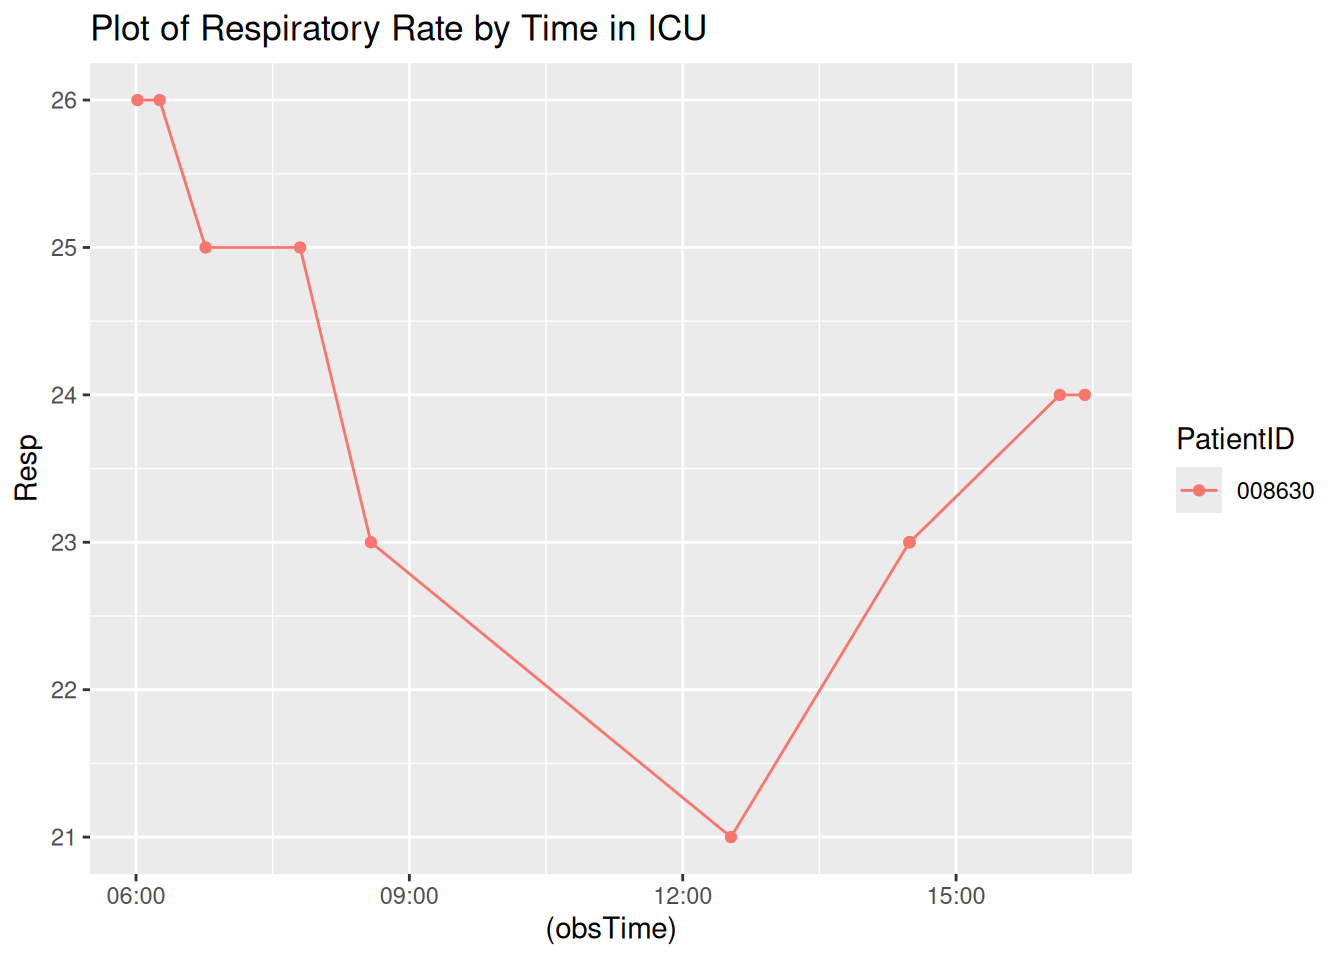 Plot of Respiratory Rate by Time in ICU
26
25
24
23
22
21
Resp
06:00 09:00 12:00 15:00
(obsTime)
PatientID
008630